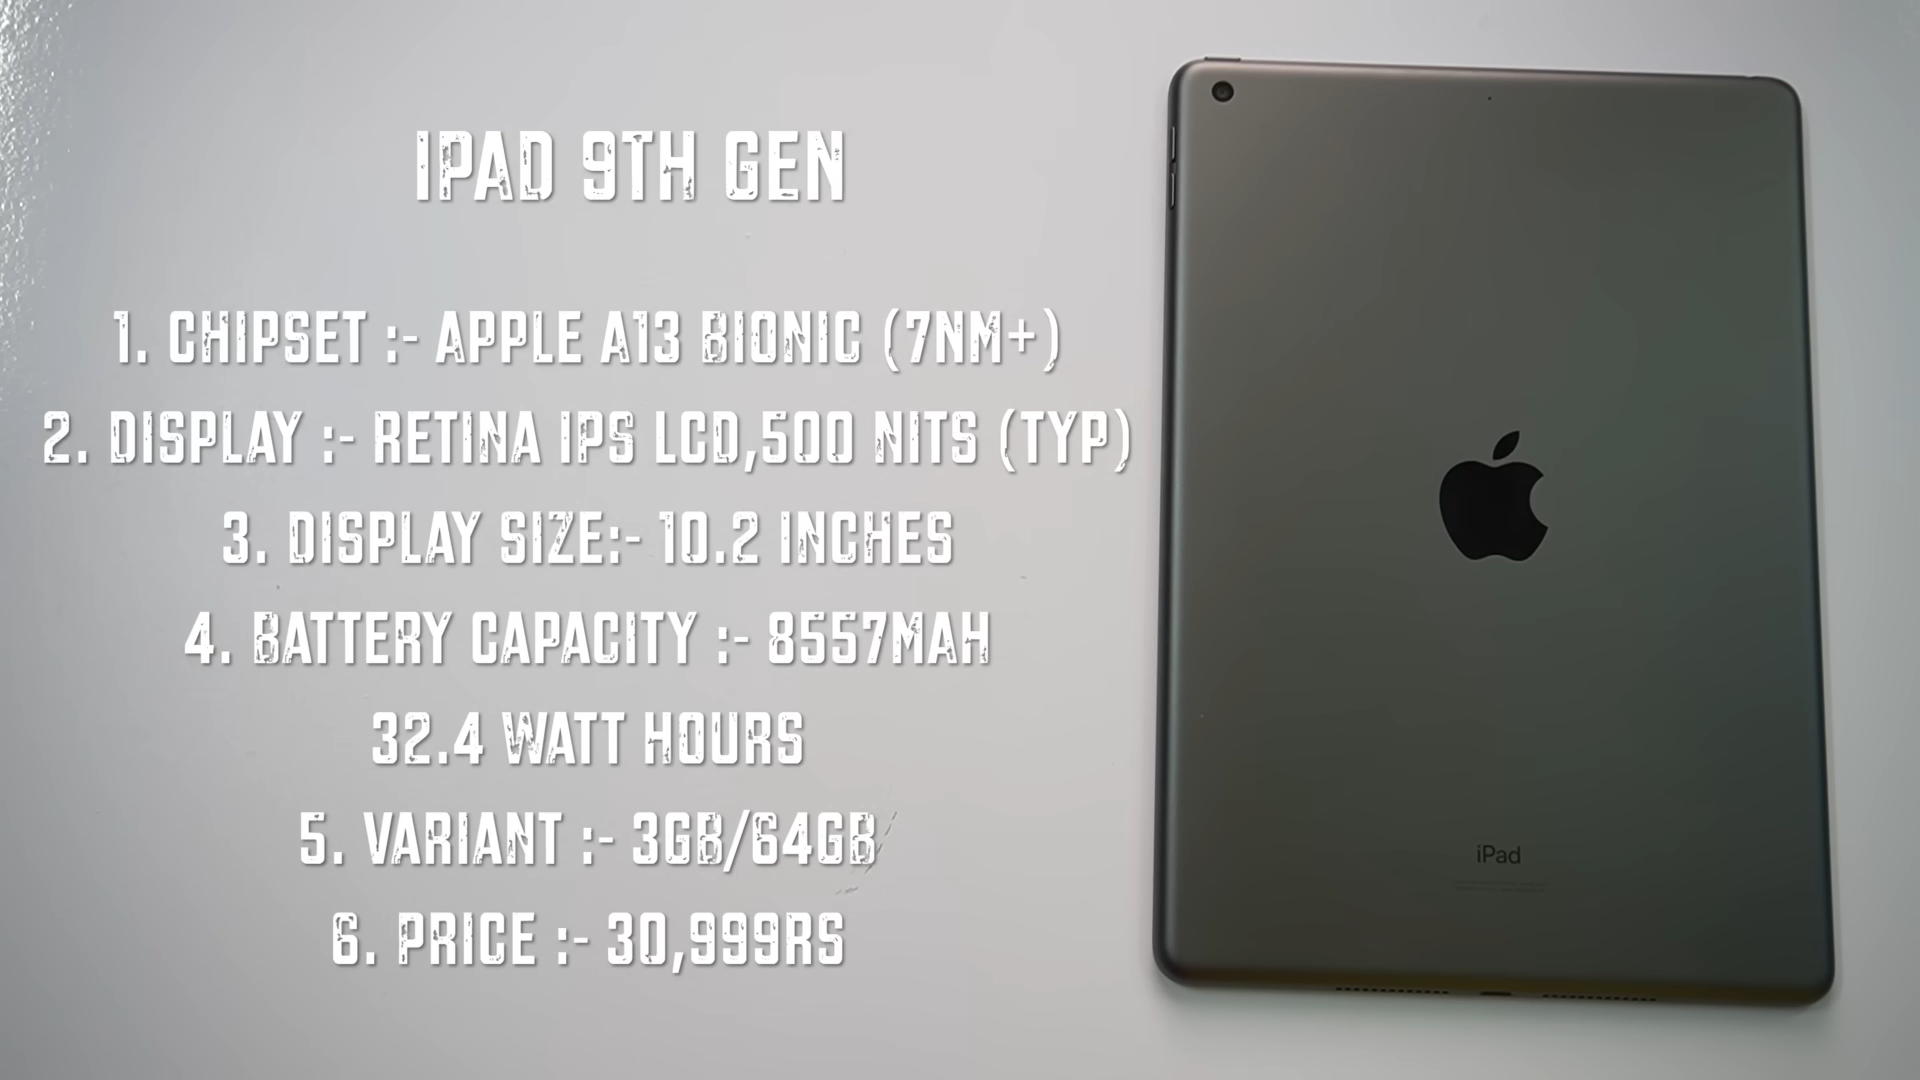 IPAD 9TH GEN
1. CHIPSET :- APPLE A13 BIONIC (7NM+)
2. DISPLAY :- RETINA IPS LCD,500 NITS (TYP)
3. DISPLAY SIZE:- 10.2 INCHES
4. BATTERY CAPACITY :- 8557MAH
32.4 WATT HOURS
5. VARIANT :- 3GB/64GB
6. PRICE :- 30,999RS
iPad